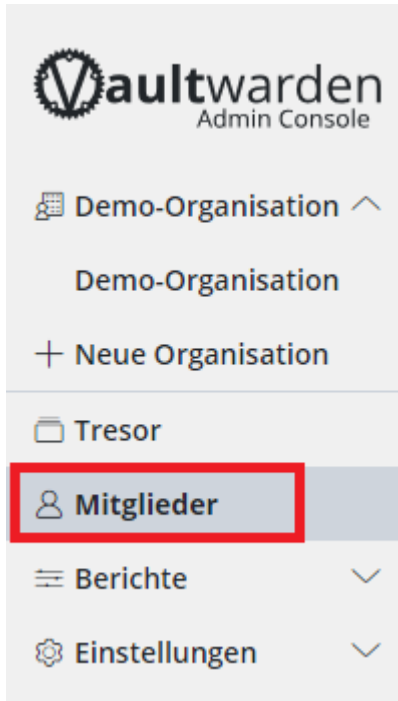 Vaultwarden
Admin Console
Demo-Organisation
Demo-Organisation
Neue Organisation
Tresor
Mitglieder
Berichte
Einstellungen